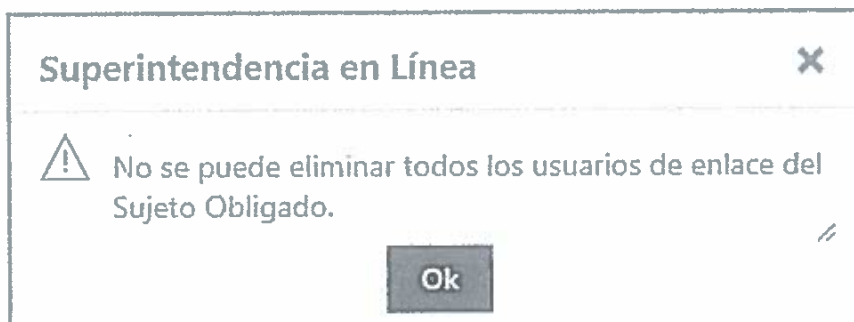 Superintendencia en Línea
No se puede eliminar todos los usuarios de enlace del
Sujeto Obligado.
Ok